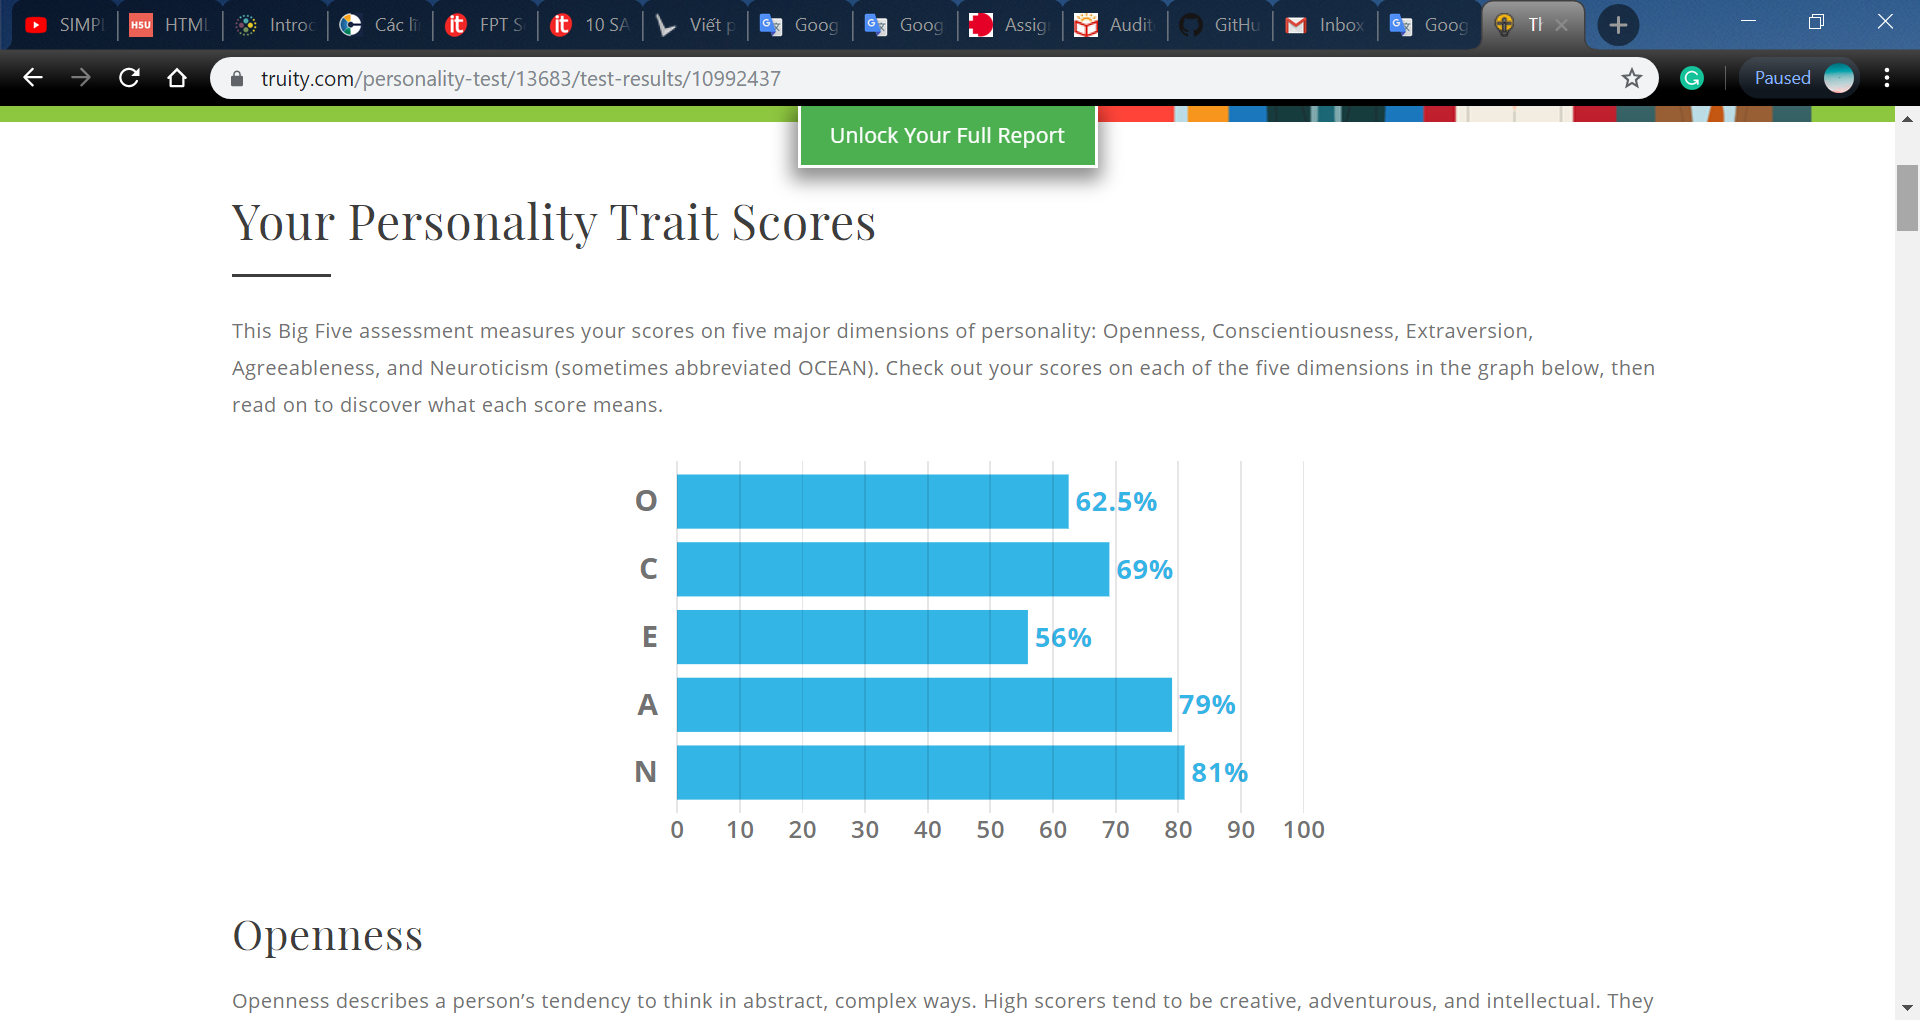 SIMPL
HSU
HTML
Introd
Các lĩ
it
FPT S
it
10 SA
Viết p
Goog
Goog
Assig
Audit
GitHu
Inbox
Goog
Th
truity.com/personality-test/13683/test-results/10992437
Paused
Unlock Your Full Report
Your Personality Trait Scores
This Big Five assessment measures your scores on five major dimensions of personality: Openness, Conscientiousness, Extraversion,
Agreeableness, and Neuroticism (sometimes abbreviated OCEAN). Check out your scores on each of the five dimensions in the graph below, then
read on to discover what each score means.
O 62.5%
C 69%
E 56%
A 79%
N 81%
0 10 20 30 40 50 60 70 80 90 100
Openness
Openness describes a person’s tendency to think in abstract, complex ways. High scorers tend to be creative, adventurous, and intellectual. They